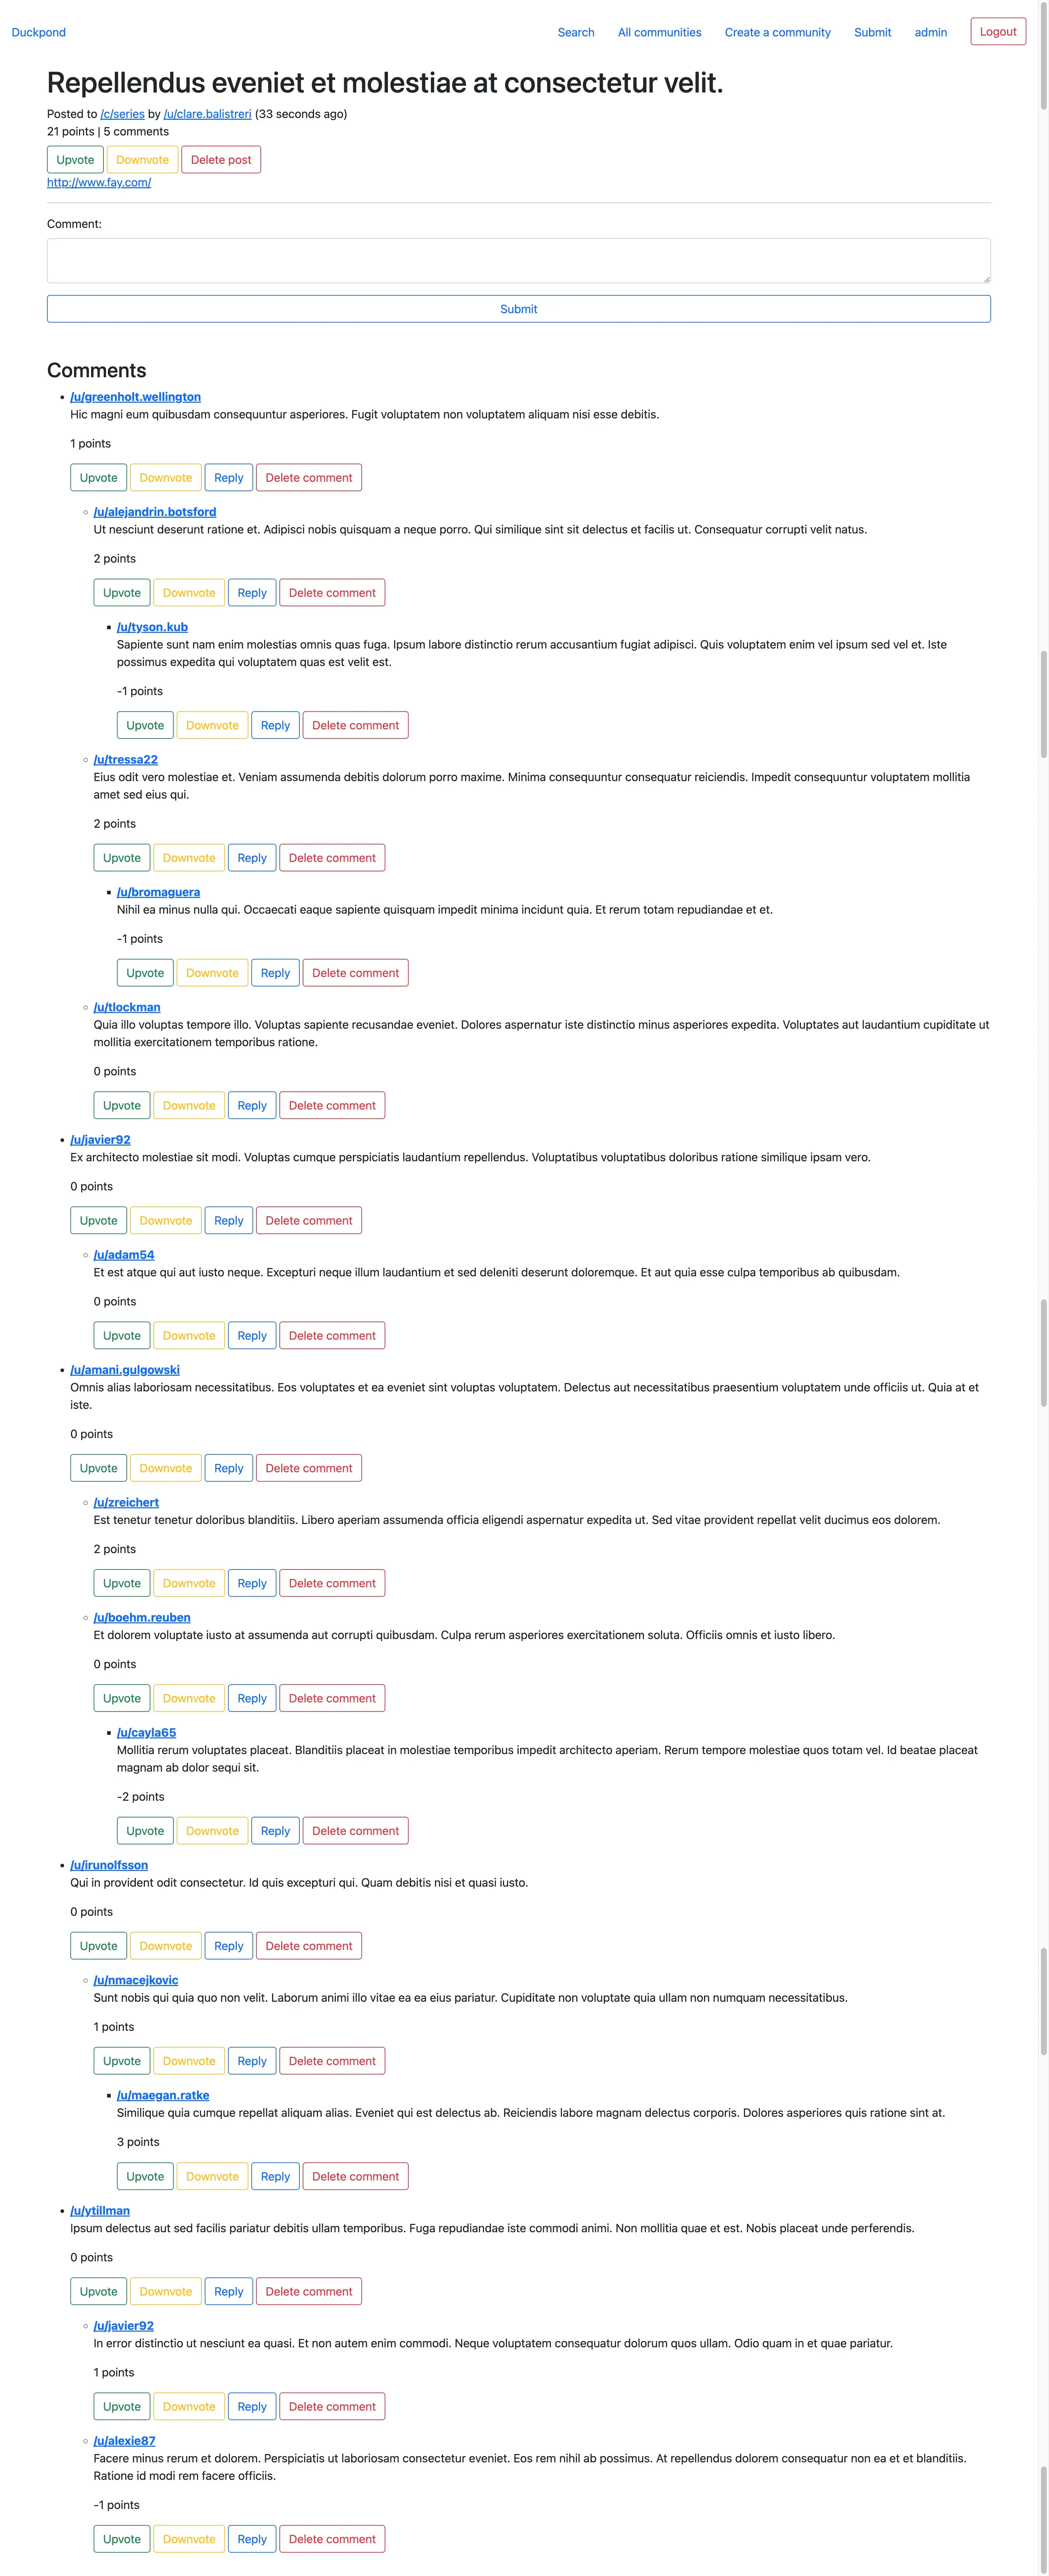 Duckpond
Search All communities Create a community Submit admin Logout
Repellendus eveniet et molestiae at consectetur velit.
Posted to /c/series by /u/clare.balistreri (33 seconds ago)
21 points | 5 comments
Upvote Downvote Delete post
http://www.fay.com/
Comment:
Submit
Comments
/u/greenholt.wellington
Hic magni eum quibusdam consequuntur asperiores. Fugit voluptatem non voluptatem aliquam nisi esse debitis.
1 points
Upvote Downvote Reply Delete comment
/u/alejandrin.botsford
Ut nesciunt deserunt ratione et. Adipisci nobis quisquam a neque porro. Qui similique sint sit delectus et facilis ut. Consequatur corrupti velit natus.
2 points
Upvote Downvote Reply Delete comment
/u/tyson.kub
Sapiente sunt nam enim molestias omnis quas fuga. Ipsum labore distinctio rerum accusantium fugiat adipisci. Quis voluptatem enim vel ipsum sed vel et. Iste
possimus expedita qui voluptatem quas est velit est.
-1 points
Upvote Downvote Reply Delete comment
/u/tressa22
Eius odit vero molestiae et. Veniam assumenda debitis dolorum porro maxime. Minima consequuntur consequatur reiciendis. Impedit consequuntur voluptatem mollitia
amet sed eius qui.
2 points
Upvote Downvote Reply Delete comment
/u/bromaguera
Nihil ea minus nulla qui. Occaecati eaque sapiente quisquam impedit minima incidunt quia. Et rerum totam repudiandae et et.
-1 points
Upvote Downvote Reply Delete comment
/u/tlockman
Quia illo voluptas tempore illo. Voluptas sapiente recusandae eveniet. Dolores aspernatur iste distinctio minus asperiores expedita. Voluptates aut laudantium cupiditate ut
mollitia exercitationem temporibus ratione.
0 points
Upvote Downvote Reply Delete comment
/u/javier92
Ex architecto molestiae sit modi. Voluptas cumque perspiciatis laudantium repellendus. Voluptatibus voluptatibus doloribus ratione similique ipsam vero.
0 points
Upvote Downvote Reply Delete comment
/u/adam54
Et est atque qui aut iusto neque. Excepturi neque illum laudantium et sed deleniti deserunt doloremque. Et aut quia esse culpa temporibus ab quibusdam.
0 points
Upvote Downvote Reply Delete comment
/u/amani.gulgowski
Omnis alias laboriosam necessitatibus. Eos voluptates et ea eveniet sint voluptas voluptatem. Delectus aut necessitatibus praesentium voluptatem unde officiis ut. Quia at et
iste.
0 points
Upvote Downvote Reply Delete comment
/u/zreichert
Est tenetur tenetur doloribus blanditiis. Libero aperiam assumenda officia eligendi aspernatur expedita ut. Sed vitae provident repellat velit ducimus eos dolorem.
2 points
Upvote Downvote Reply Delete comment
/u/boehm.reuben
Et dolorem voluptate iusto at assumenda aut corrupti quibusdam. Culpa rerum asperiores exercitationem soluta. Officiis omnis et iusto libero.
0 points
Upvote Downvote Reply Delete comment
/u/cayla65
Mollitia rerum voluptates placeat. Blanditiis placeat in molestiae temporibus impedit architecto aperiam. Rerum tempore molestiae quos totam vel. Id beatae placeat
magnam ab dolor sequi sit.
-2 points
Upvote Downvote Reply Delete comment
/u/irunolfsson
Qui in provident odit consectetur. Id quis excepturi qui. Quam debitis nisi et quasi iusto.
0 points
Upvote Downvote Reply Delete comment
/u/nmacejkovic
Sunt nobis qui quia quo non velit. Laborum animi illo vitae ea ea eius pariatur. Cupiditate non voluptate quia ullam non numquam necessitatibus.
1 points
Upvote Downvote Reply Delete comment
/u/maegan.ratke
Similique quia cumque repellat aliquam alias. Eveniet qui est delectus ab. Reiciendis labore magnam delectus corporis. Dolores asperiores quis ratione sint at.
3 points
Upvote Downvote Reply Delete comment
/u/ytillman
Ipsum delectus aut sed facilis pariatur debitis ullam temporibus. Fuga repudiandae iste commodi animi. Non mollitia quae et est. Nobis placeat unde perferendis.
0 points
Upvote Downvote Reply Delete comment
/u/javier92
In error distinctio ut nesciunt ea quasi. Et non autem enim commodi. Neque voluptatem consequatur dolorum quos ullam. Odio quam in et quae pariatur.
1 points
Upvote Downvote Reply Delete comment
/u/alexie87
Facere minus rerum et dolorem. Perspiciatis ut laboriosam consectetur eveniet. Eos rem nihil ab possimus. At repellendus dolorem consequatur non ea et et blanditiis.
Ratione id modi rem facere officiis.
-1 points
Upvote Downvote Reply Delete comment